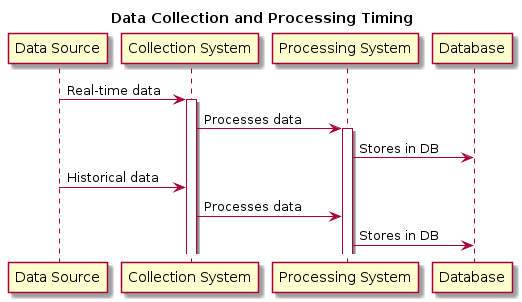 Data Collection and Processing Timing
Data Source
Collection System
Processing System
Database
Real-time data
Processes data
Stores in DB
Historical data
Processes data
Stores in DB
Data Source
Collection System
Processing System
Database